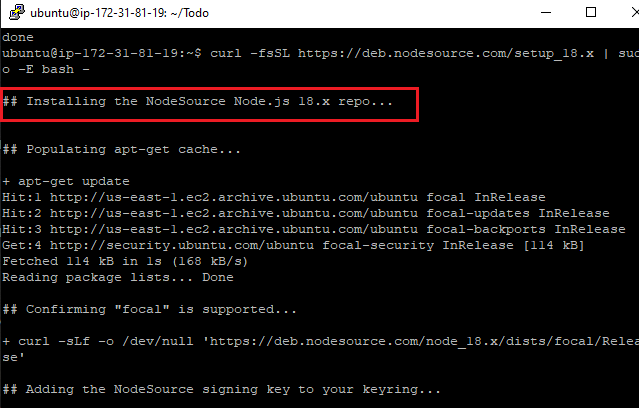 ubuntu@ip-172-31-81-19: ~/Todo
done
ubuntu@ip-172-31-81-19:~$ curl -fsSL https://deb.nodesource.com/setup_18.x | sud
o -E bash -
## Installing the NodeSource Node.js 18.x repo...
## Populating apt-get cache...
+ apt-get update
Hit:1 http://us-east-1.ec2.archive.ubuntu.com/ubuntu focal InRelease
Hit:2 http://us-east-1.ec2.archive.ubuntu.com/ubuntu focal-updates InRelease
Hit:3 http://us-east-1.ec2.archive.ubuntu.com/ubuntu focal-backports InRelease
Get:4 http://security.ubuntu.com/ubuntu focal-security InRelease [114 kB]
Fetched 114 kB in 1s (168 kB/s)
Reading package lists... Done
## Confirming "focal" is supported...
+ curl -sLf -o /dev/null 'https://deb.nodesource.com/node_18.x/dists/focal/Relea
se'
## Adding the NodeSource signing key to your keyring...